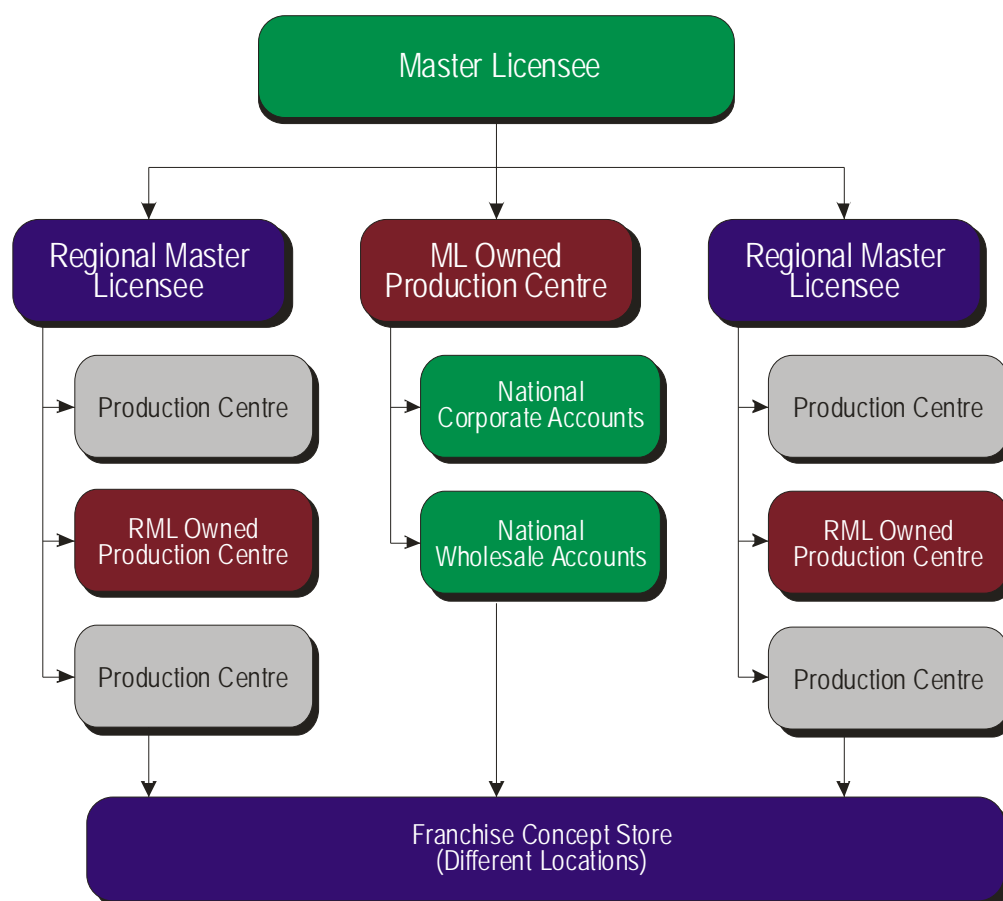 Master Licensee
Regional Master
Licensee
ML Owned
Production Centre
Regional Master
Licensee
Production Centre
National
Corporate Accounts
Production Centre
RML Owned
Production Centre
National
Wholesale Accounts
RML Owned
Production Centre
Production Centre
Production Centre
Franchise Concept Store
(Different Locations)